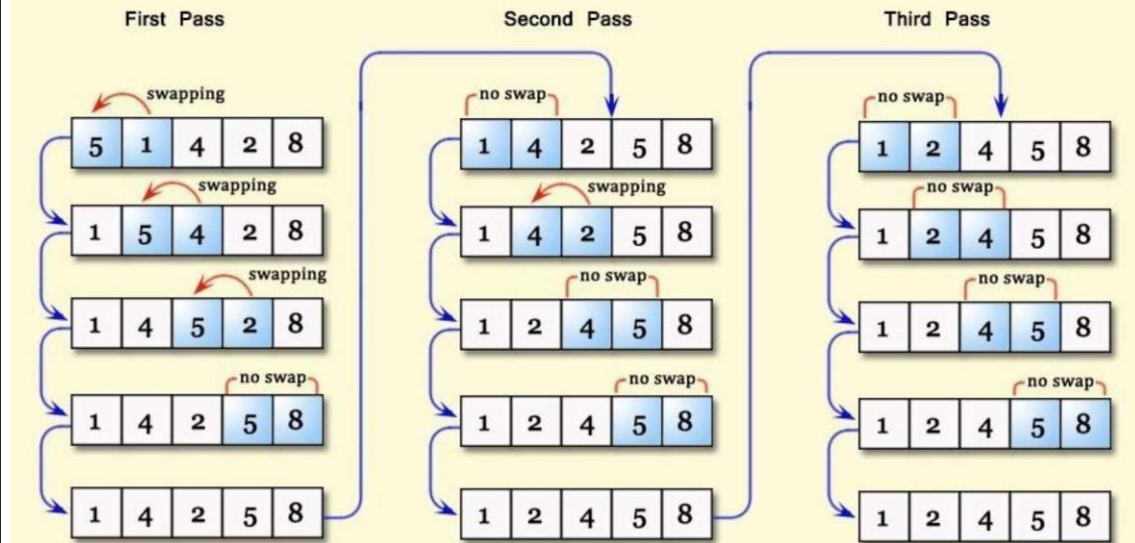 First Pass
swapping
5 1 4 2 8
swapping
1 5 4 2 8
swapping
1 4 5 2 8
no swap
1 4 2 5 8
1 4 2 5 8
Second Pass
no swap
1 4 2 5 8
swapping
1 4 2 5 8
no swap
1 2 4 5 8
no swap
1 2 4 5 8
1 2 4 5 8
Third Pass
no swap
1 2 4 5 8
no swap
1 2 4 5 8
no swap
1 2 4 5 8
no swap
1 2 4 5 8
1 2 4 5 8